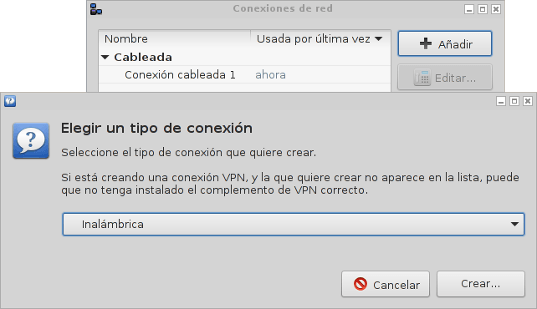 Conexiones de red
Nombre Usada por última vez
Añadir
Cableada
Conexión cableada 1 ahora
Editar...
Elegir un tipo de conexión
Seleccione el tipo de conexión que quiere crear.
Si está creando una conexión VPN, y la que quiere crear no aparece en la lista, puede
que no tenga instalado el complemento de VPN correcto.
Inalámbrica
Cancelar
Crear...